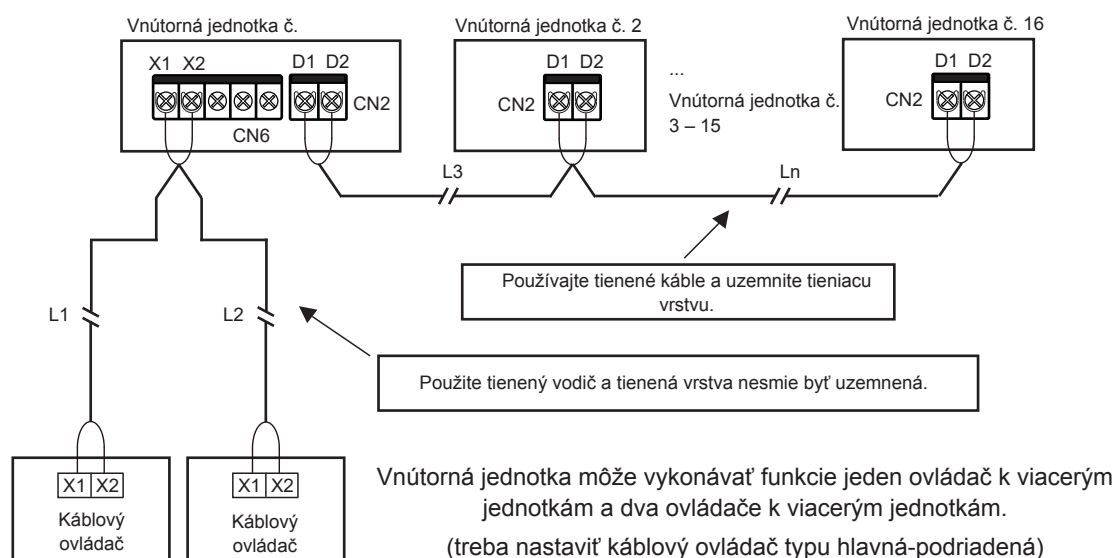 Vnútorná jednotka č.
Vnútorná jednotka č. 2
Vnútorná jednotka č. 16
X1 X2
D1 D2
CN2
CN6
D1 D2
CN2
...
Vnútorná jednotka č.
3 – 15
D1 D2
CN2
L3
Ln
Používajte tienené káble a uzemnite tieniacu
vrstvu.
L1
L2
Použite tienený vodič a tienená vrstva nesmie byť uzemnená.
X1 X2
Káblový
ovládač
X1 X2
Káblový
ovládač
Vnútorná jednotka môže vykonávať funkcie jeden ovládač k viacerým
jednotkám a dva ovládače k viacerým jednotkám.
(treba nastaviť káblový ovládač typu hlavná-podriadená)